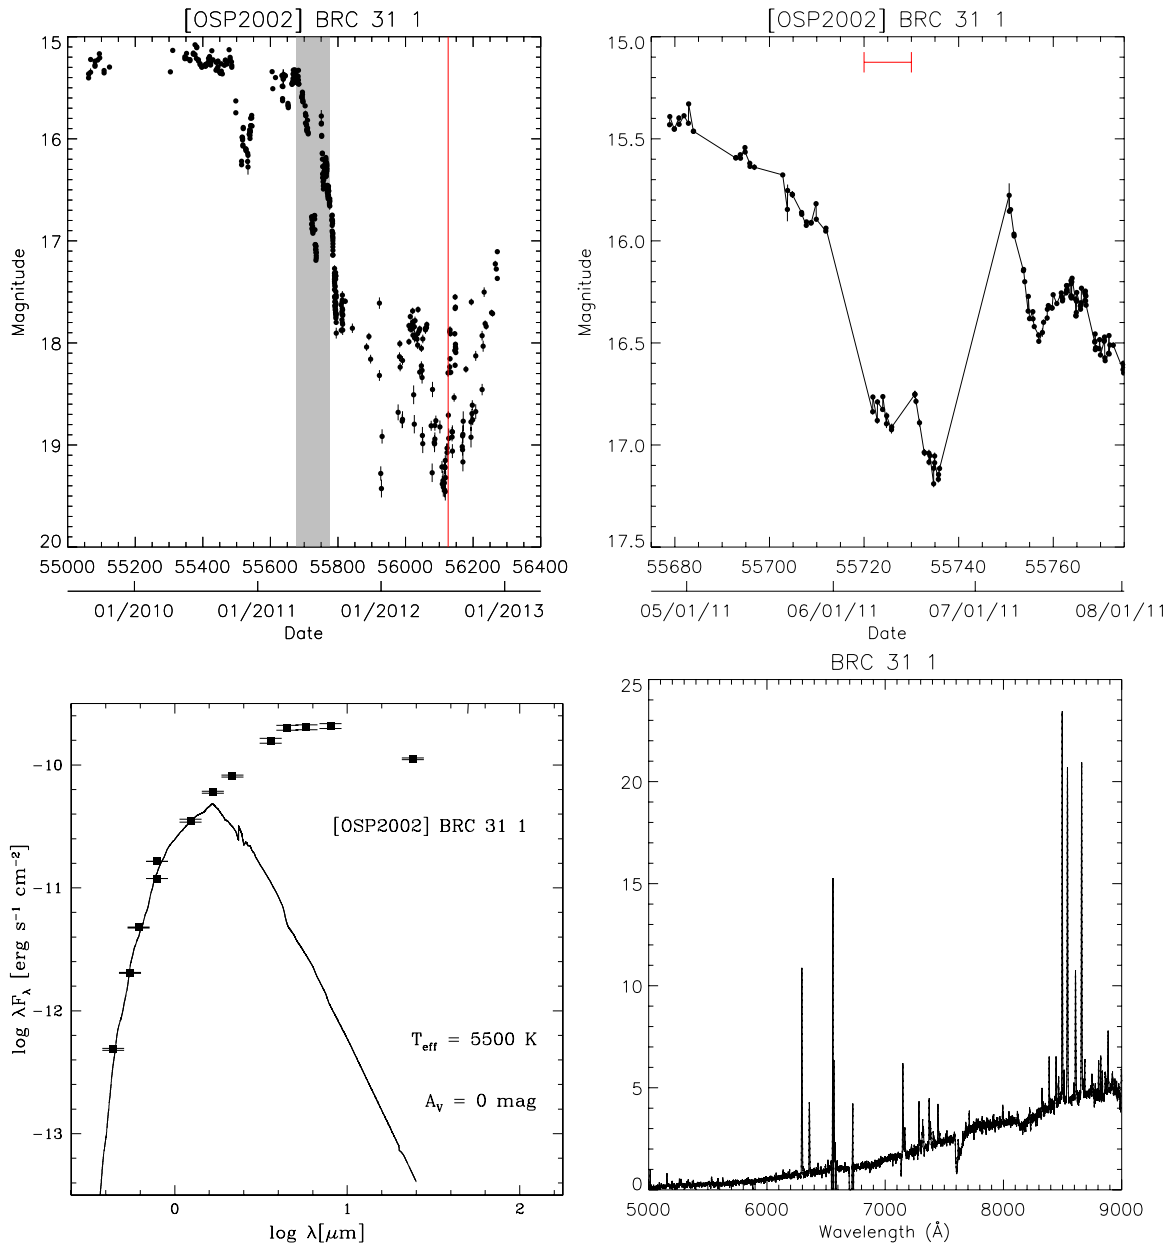 [OSP2002] BRC 31 1
15
16
17
18
19
20
Magnitude
55000 55200 55400 55600 55800 56000 56200 56400
01/2010 01/2011 01/2012 01/2013
Date
[OSP2002] BRC 31 1
15.0
15.5
16.0
16.5
17.0
17.5
Magnitude
55680 55700 55720 55740 55760
05/01/11 06/01/11 07/01/11 08/01/11
Date
-10
-11
-12
-13
log λF_λ [erg s⁻¹ cm⁻²]
[OSP2002] BRC 31 1
T_eff = 5500 K
A_V = 0 mag
0 1 2
log λ[μm]
BRC 31 1
25
20
15
10
5
0
5000 6000 7000 8000 9000
Wavelength (Å)